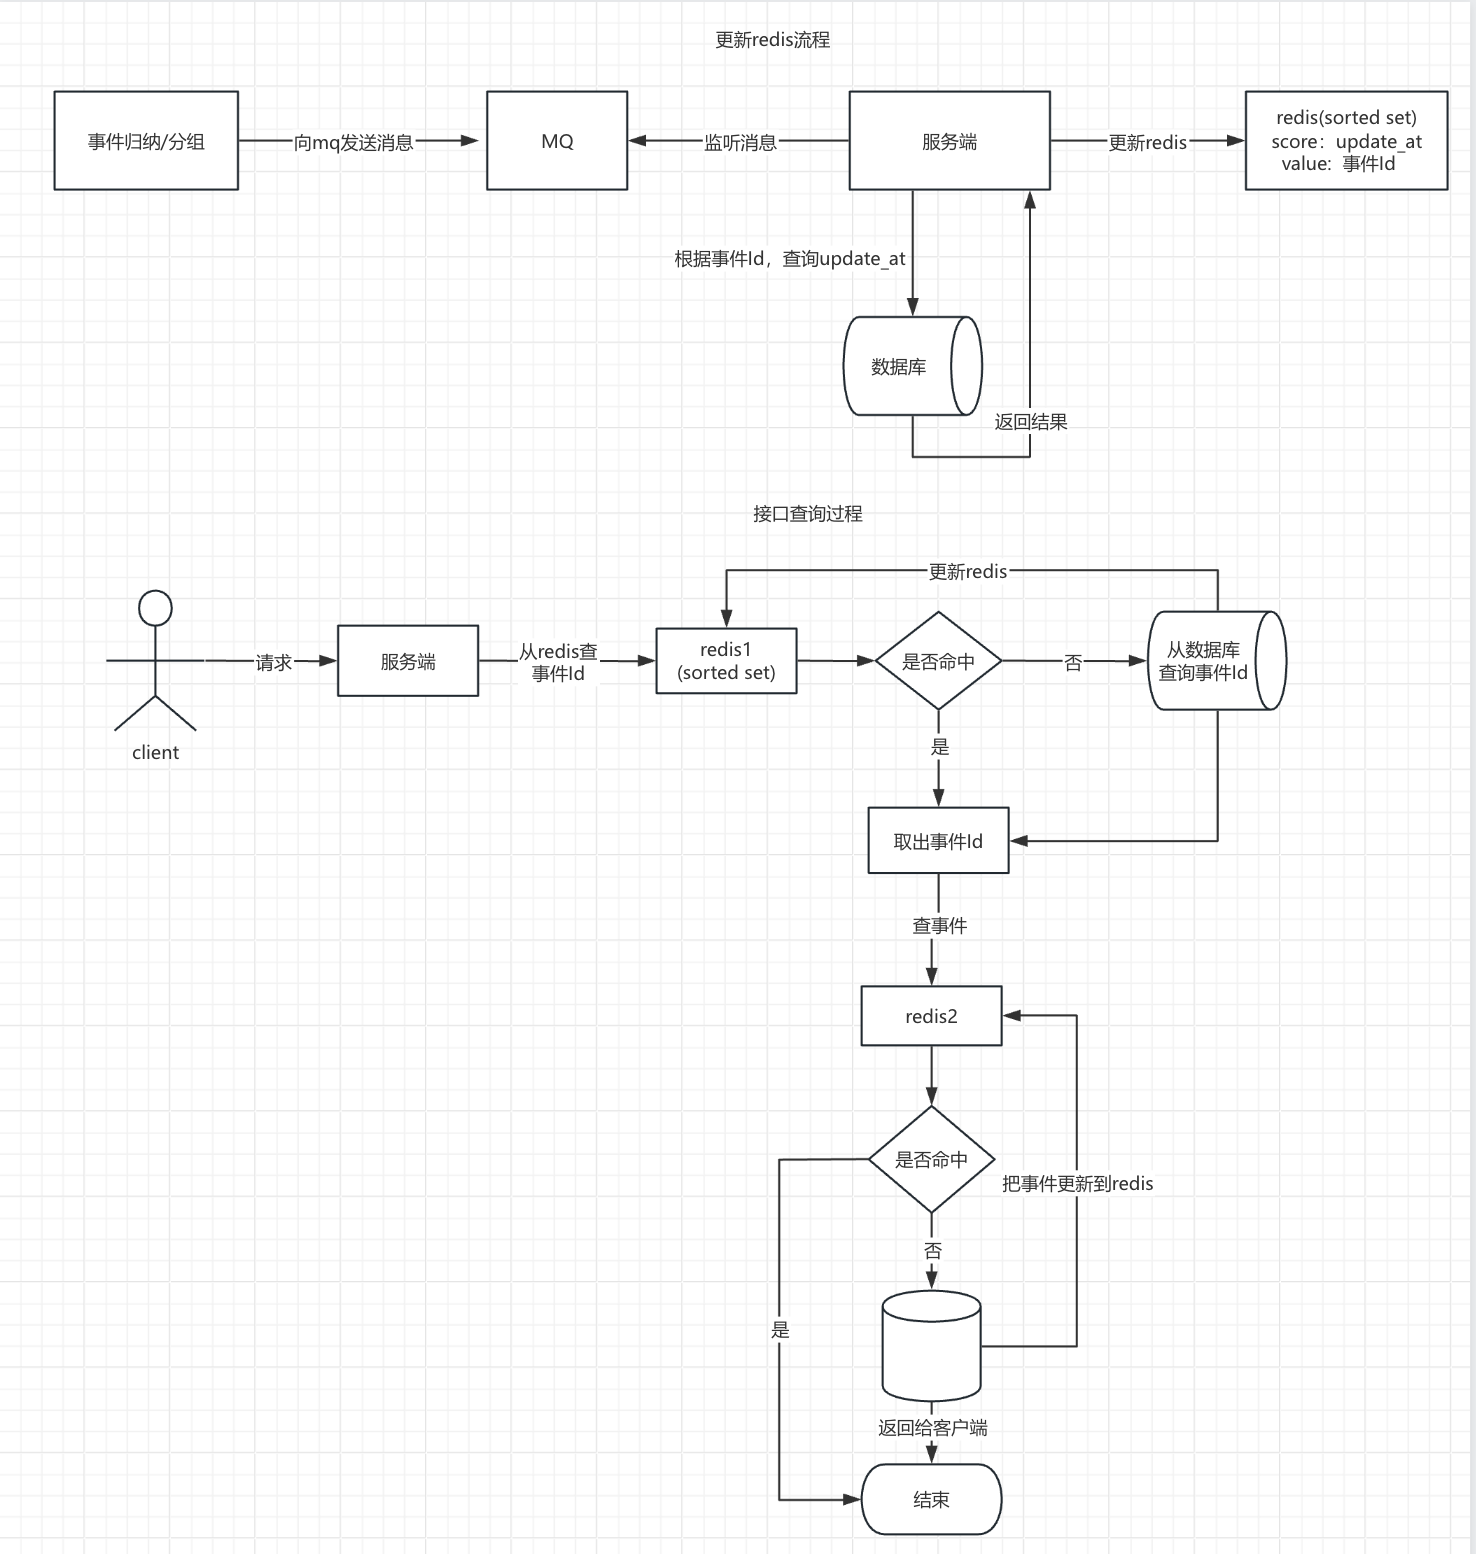 更新redis流程
事件归纳/分组
向mq发送消息
MQ
监听消息
服务端
更新redis
redis(sorted set)
score：update_at
value：事件Id
根据事件Id，查询update_at
数据库
返回结果
接口查询过程
更新redis
client
请求
服务端
从redis查
事件Id
redis1
(sorted set)
是否命中
否
从数据库
查询事件Id
是
取出事件Id
查事件
redis2
是否命中
把事件更新到redis
否
是
返回给客户端
结束